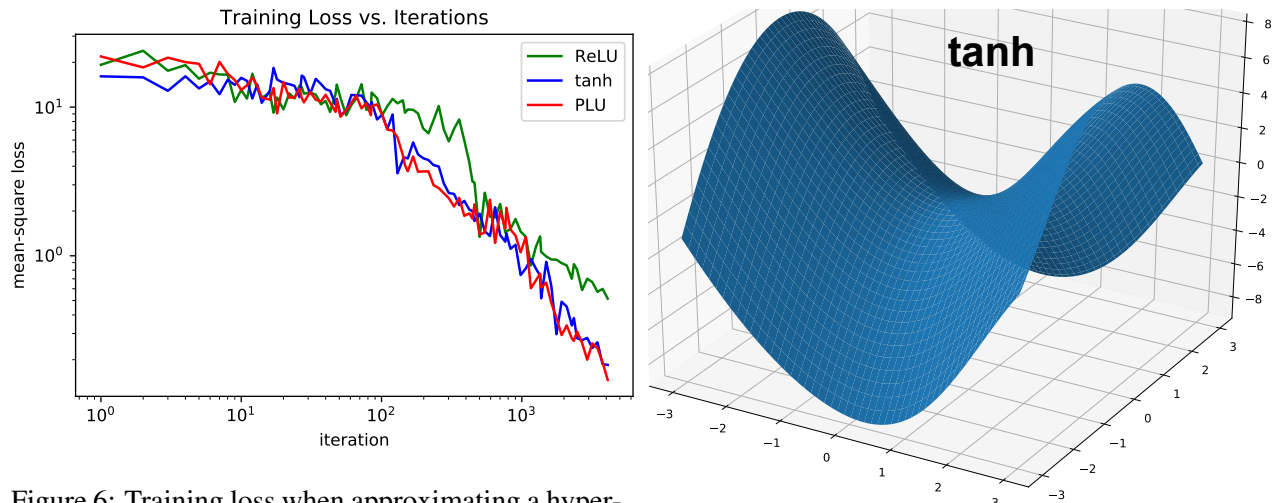 Training Loss vs. Iterations
ReLU
tanh
PLU
mean-square loss
10¹
10⁰
10⁰ 10¹ 10² 10³
iteration
tanh
8
6
4
2
0
−2
−4
−6
−8
−3 −2 −1 0 1 2 3
−3 −2 −1 0 1 2 3
Figure 6: Training loss when approximating a hyper-